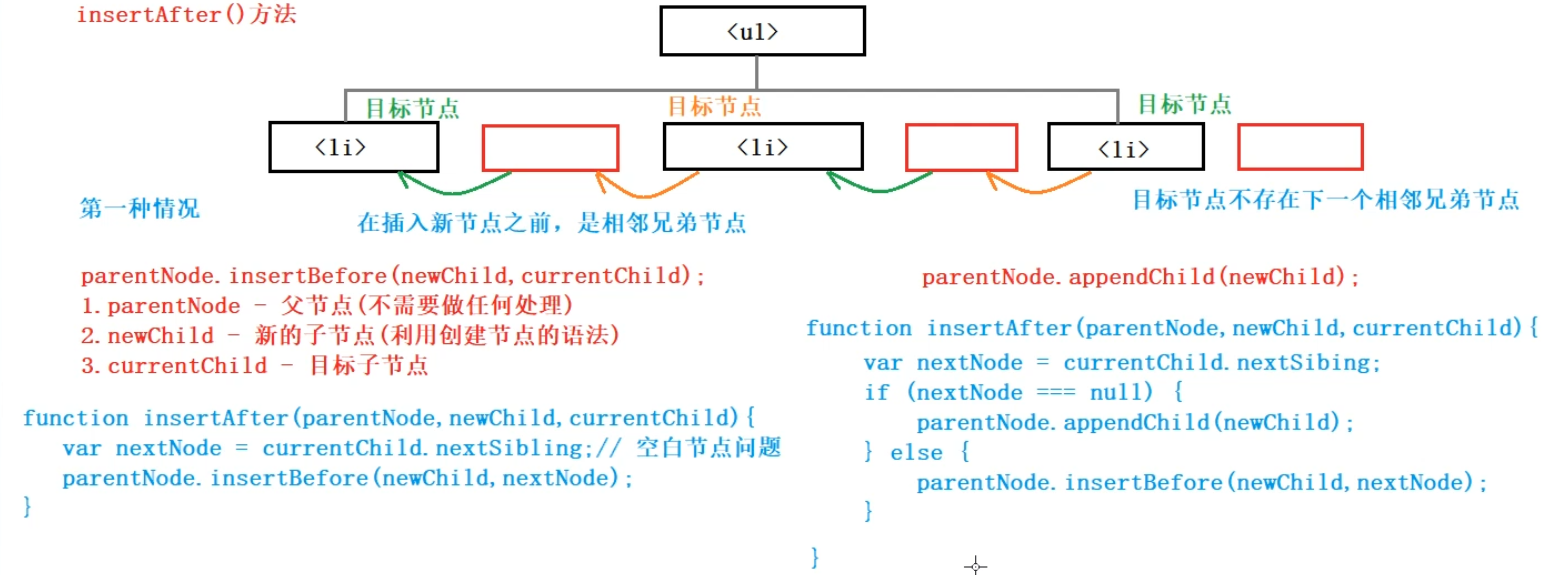 insertAfter()方法
<ul>
目标节点
目标节点
目标节点
<li>
<li>
<li>
第一种情况
在插入新节点之前，是相邻兄弟节点
目标节点不存在下一个相邻兄弟节点
parentNode.insertBefore(newChild,currentChild);
1.parentNode - 父节点(不需要做任何处理)
2.newChild - 新的子节点(利用创建节点的语法)
3.currentChild - 目标子节点
function insertAfter(parentNode,newChild,currentChild){
var nextNode = currentChild.nextSibling;// 空白节点问题
parentNode.insertBefore(newChild,nextNode);
}
parentNode.appendChild(newChild);
function insertAfter(parentNode,newChild,currentChild){
var nextNode = currentChild.nextSibing;
if (nextNode === null) {
parentNode.appendChild(newChild);
} else {
parentNode.insertBefore(newChild,nextNode);
}
}